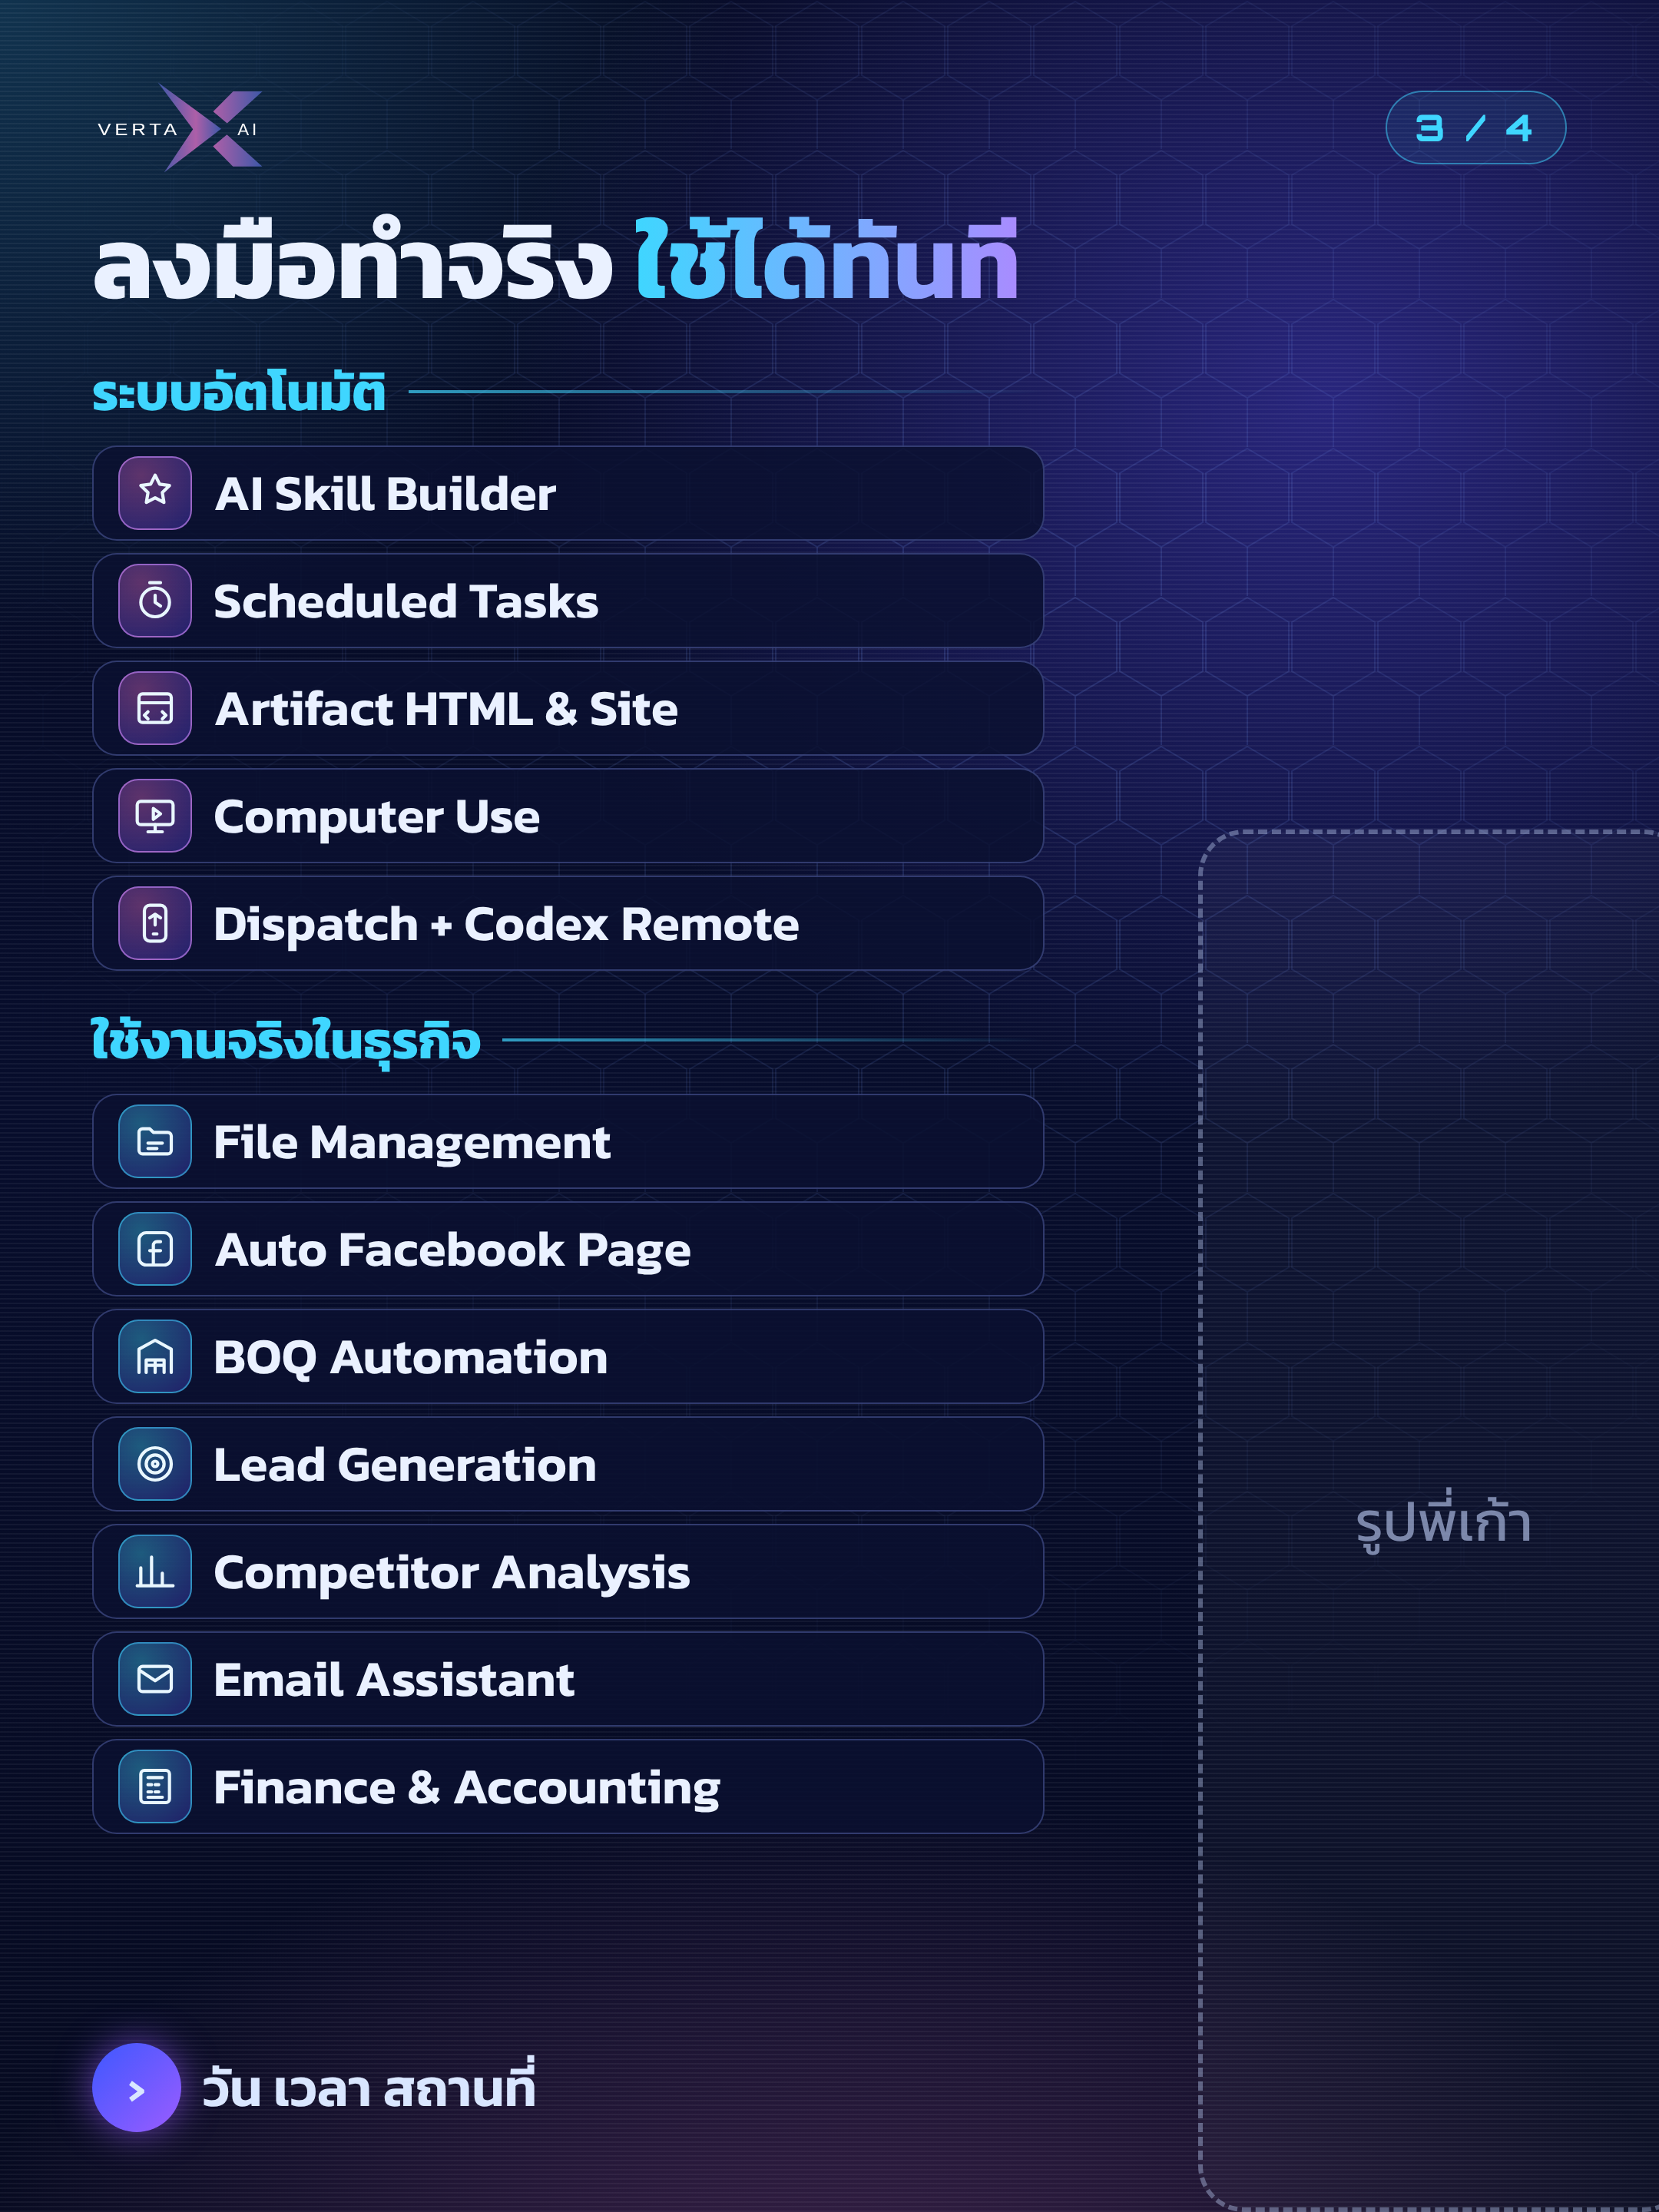 VERTA X AI
3 / 4
ลงมือทำจริง ใช้ได้ทันที
ระบบอัตโนมัติ
AI Skill Builder
Scheduled Tasks
Artifact HTML & Site
Computer Use
Dispatch + Codex Remote
ใช้งานจริงในธุรกิจ
File Management
Auto Facebook Page
BOQ Automation
Lead Generation
Competitor Analysis
Email Assistant
Finance & Accounting
รูปพี่เก้า
วัน เวลา สถานที่